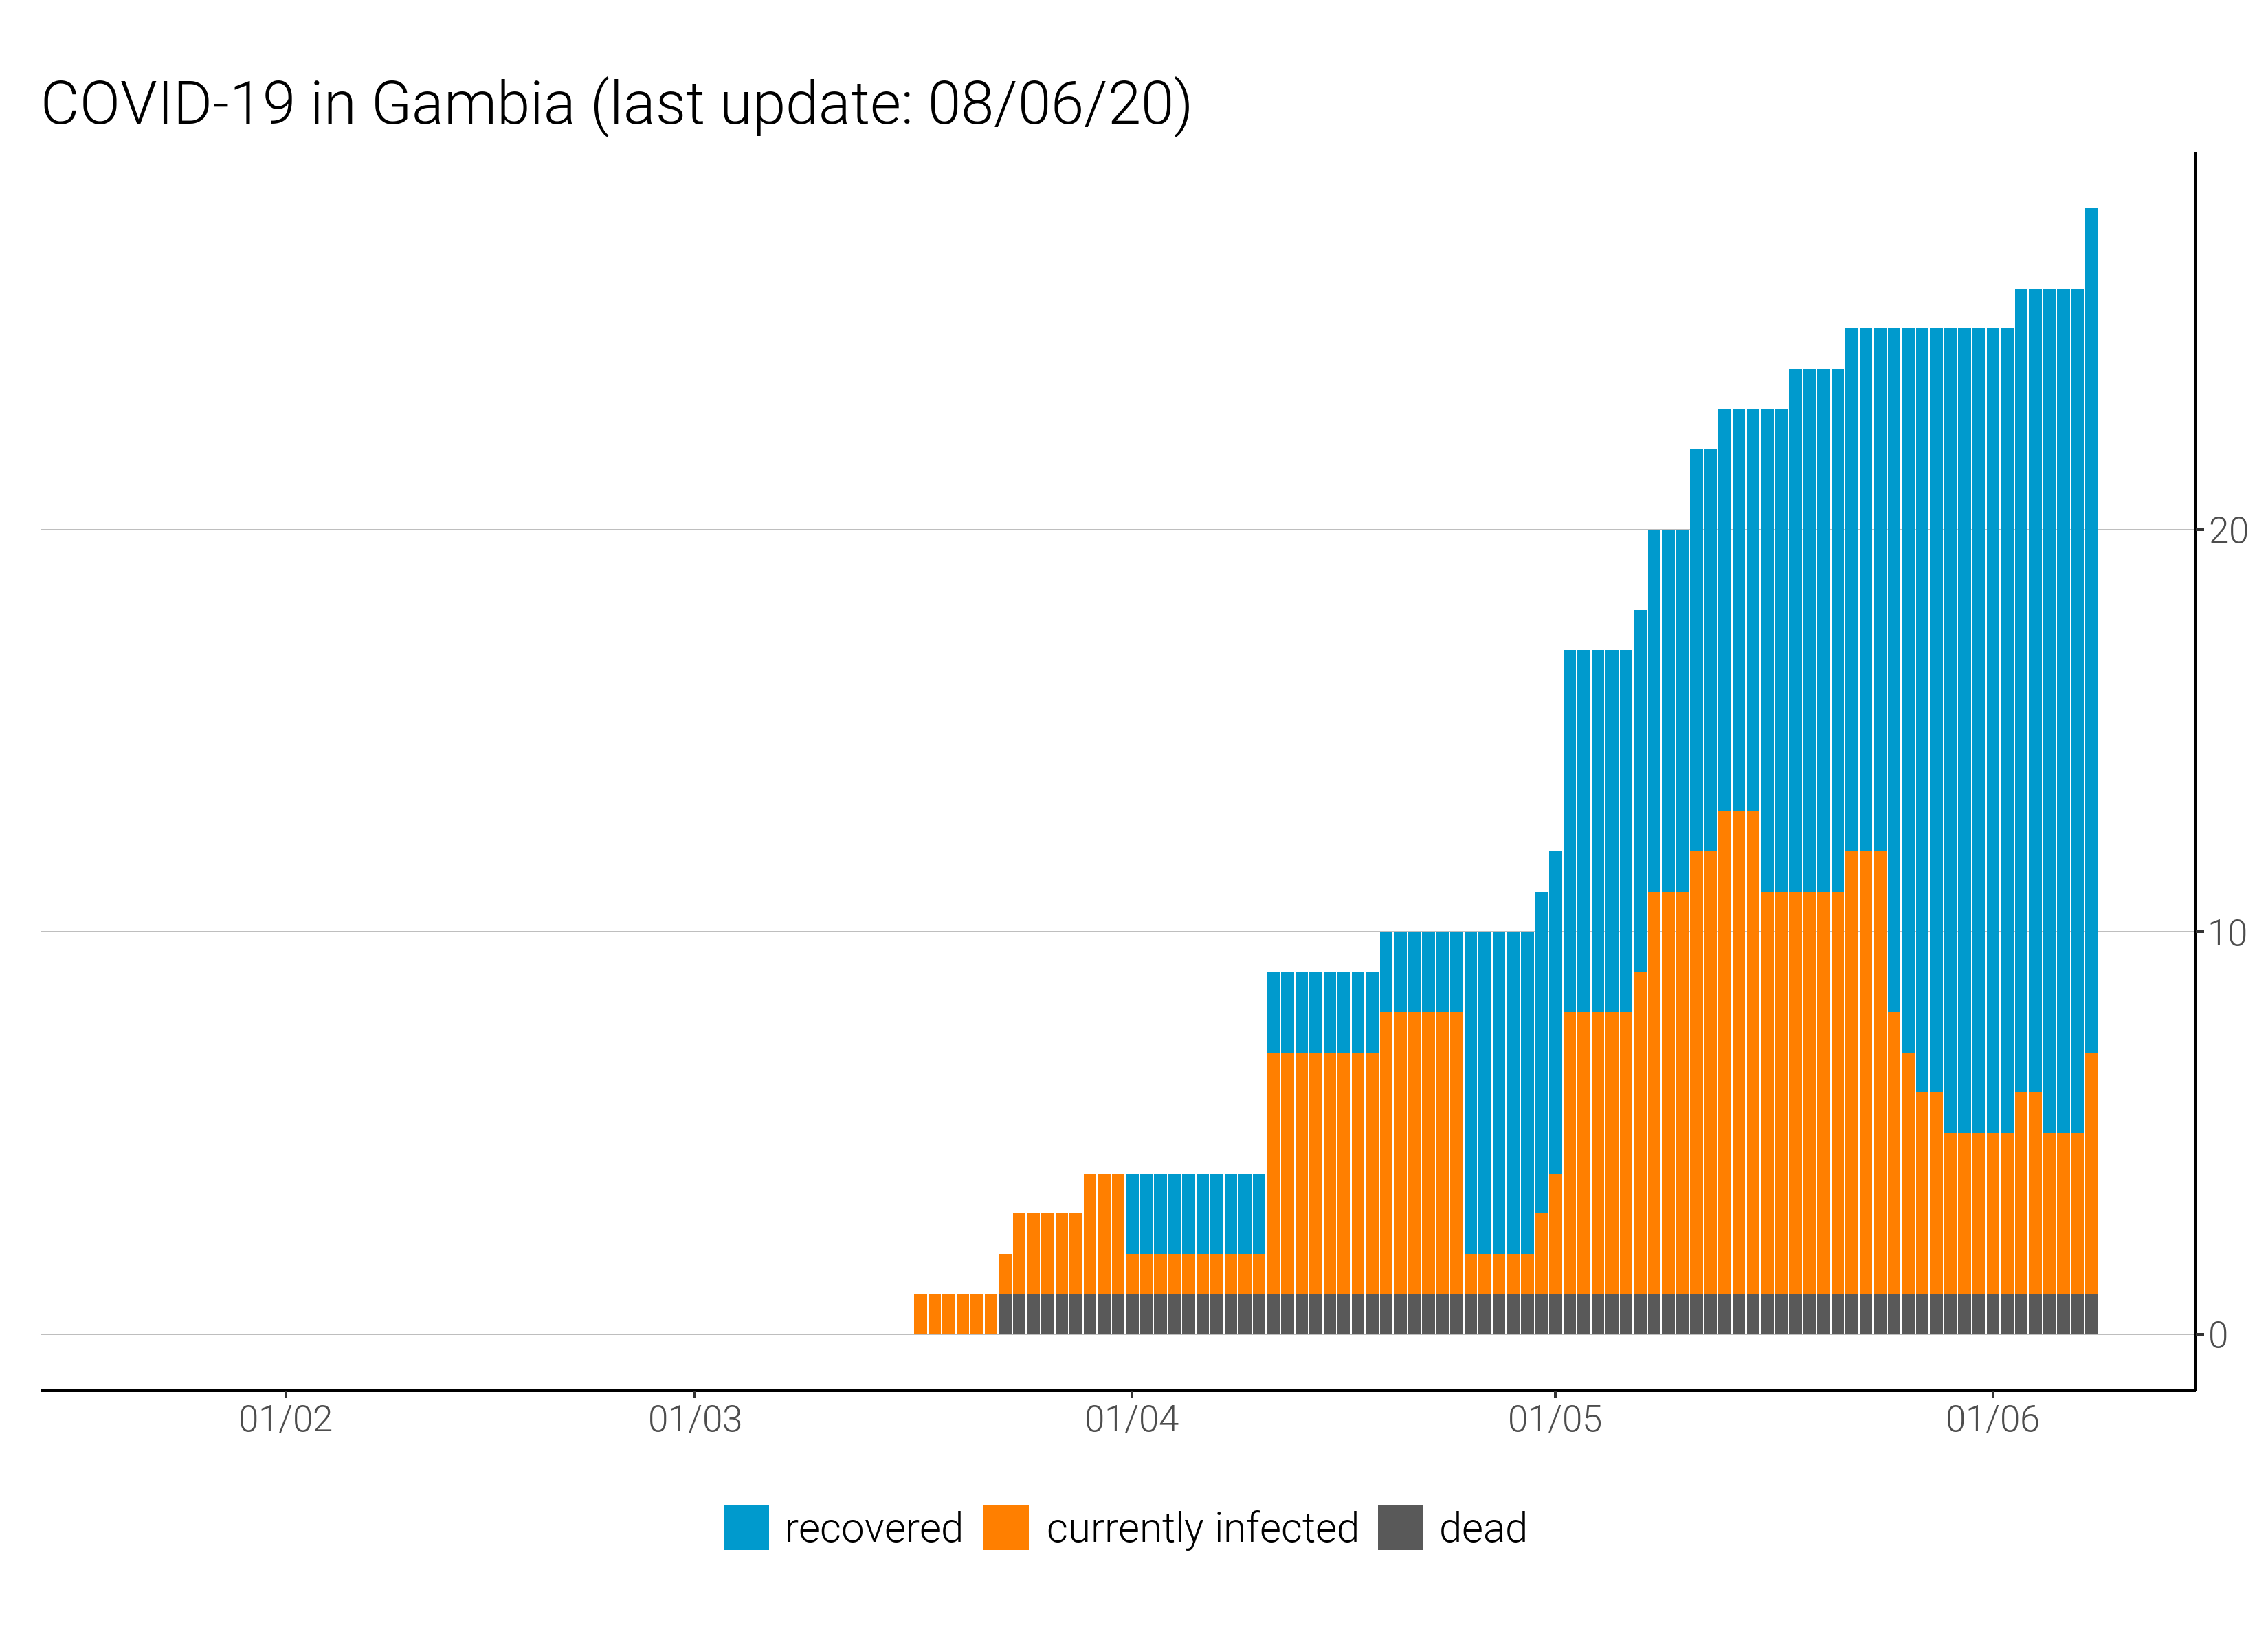 COVID-19 in Gambia (last update: 08/06/20)
20
10
0
01/02 01/03 01/04 01/05 01/06
recovered currently infected dead